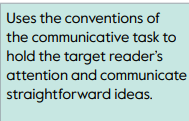 Uses the conventions of
the communicative task to
hold the target reader's
attention and communicate
straightforward ideas.